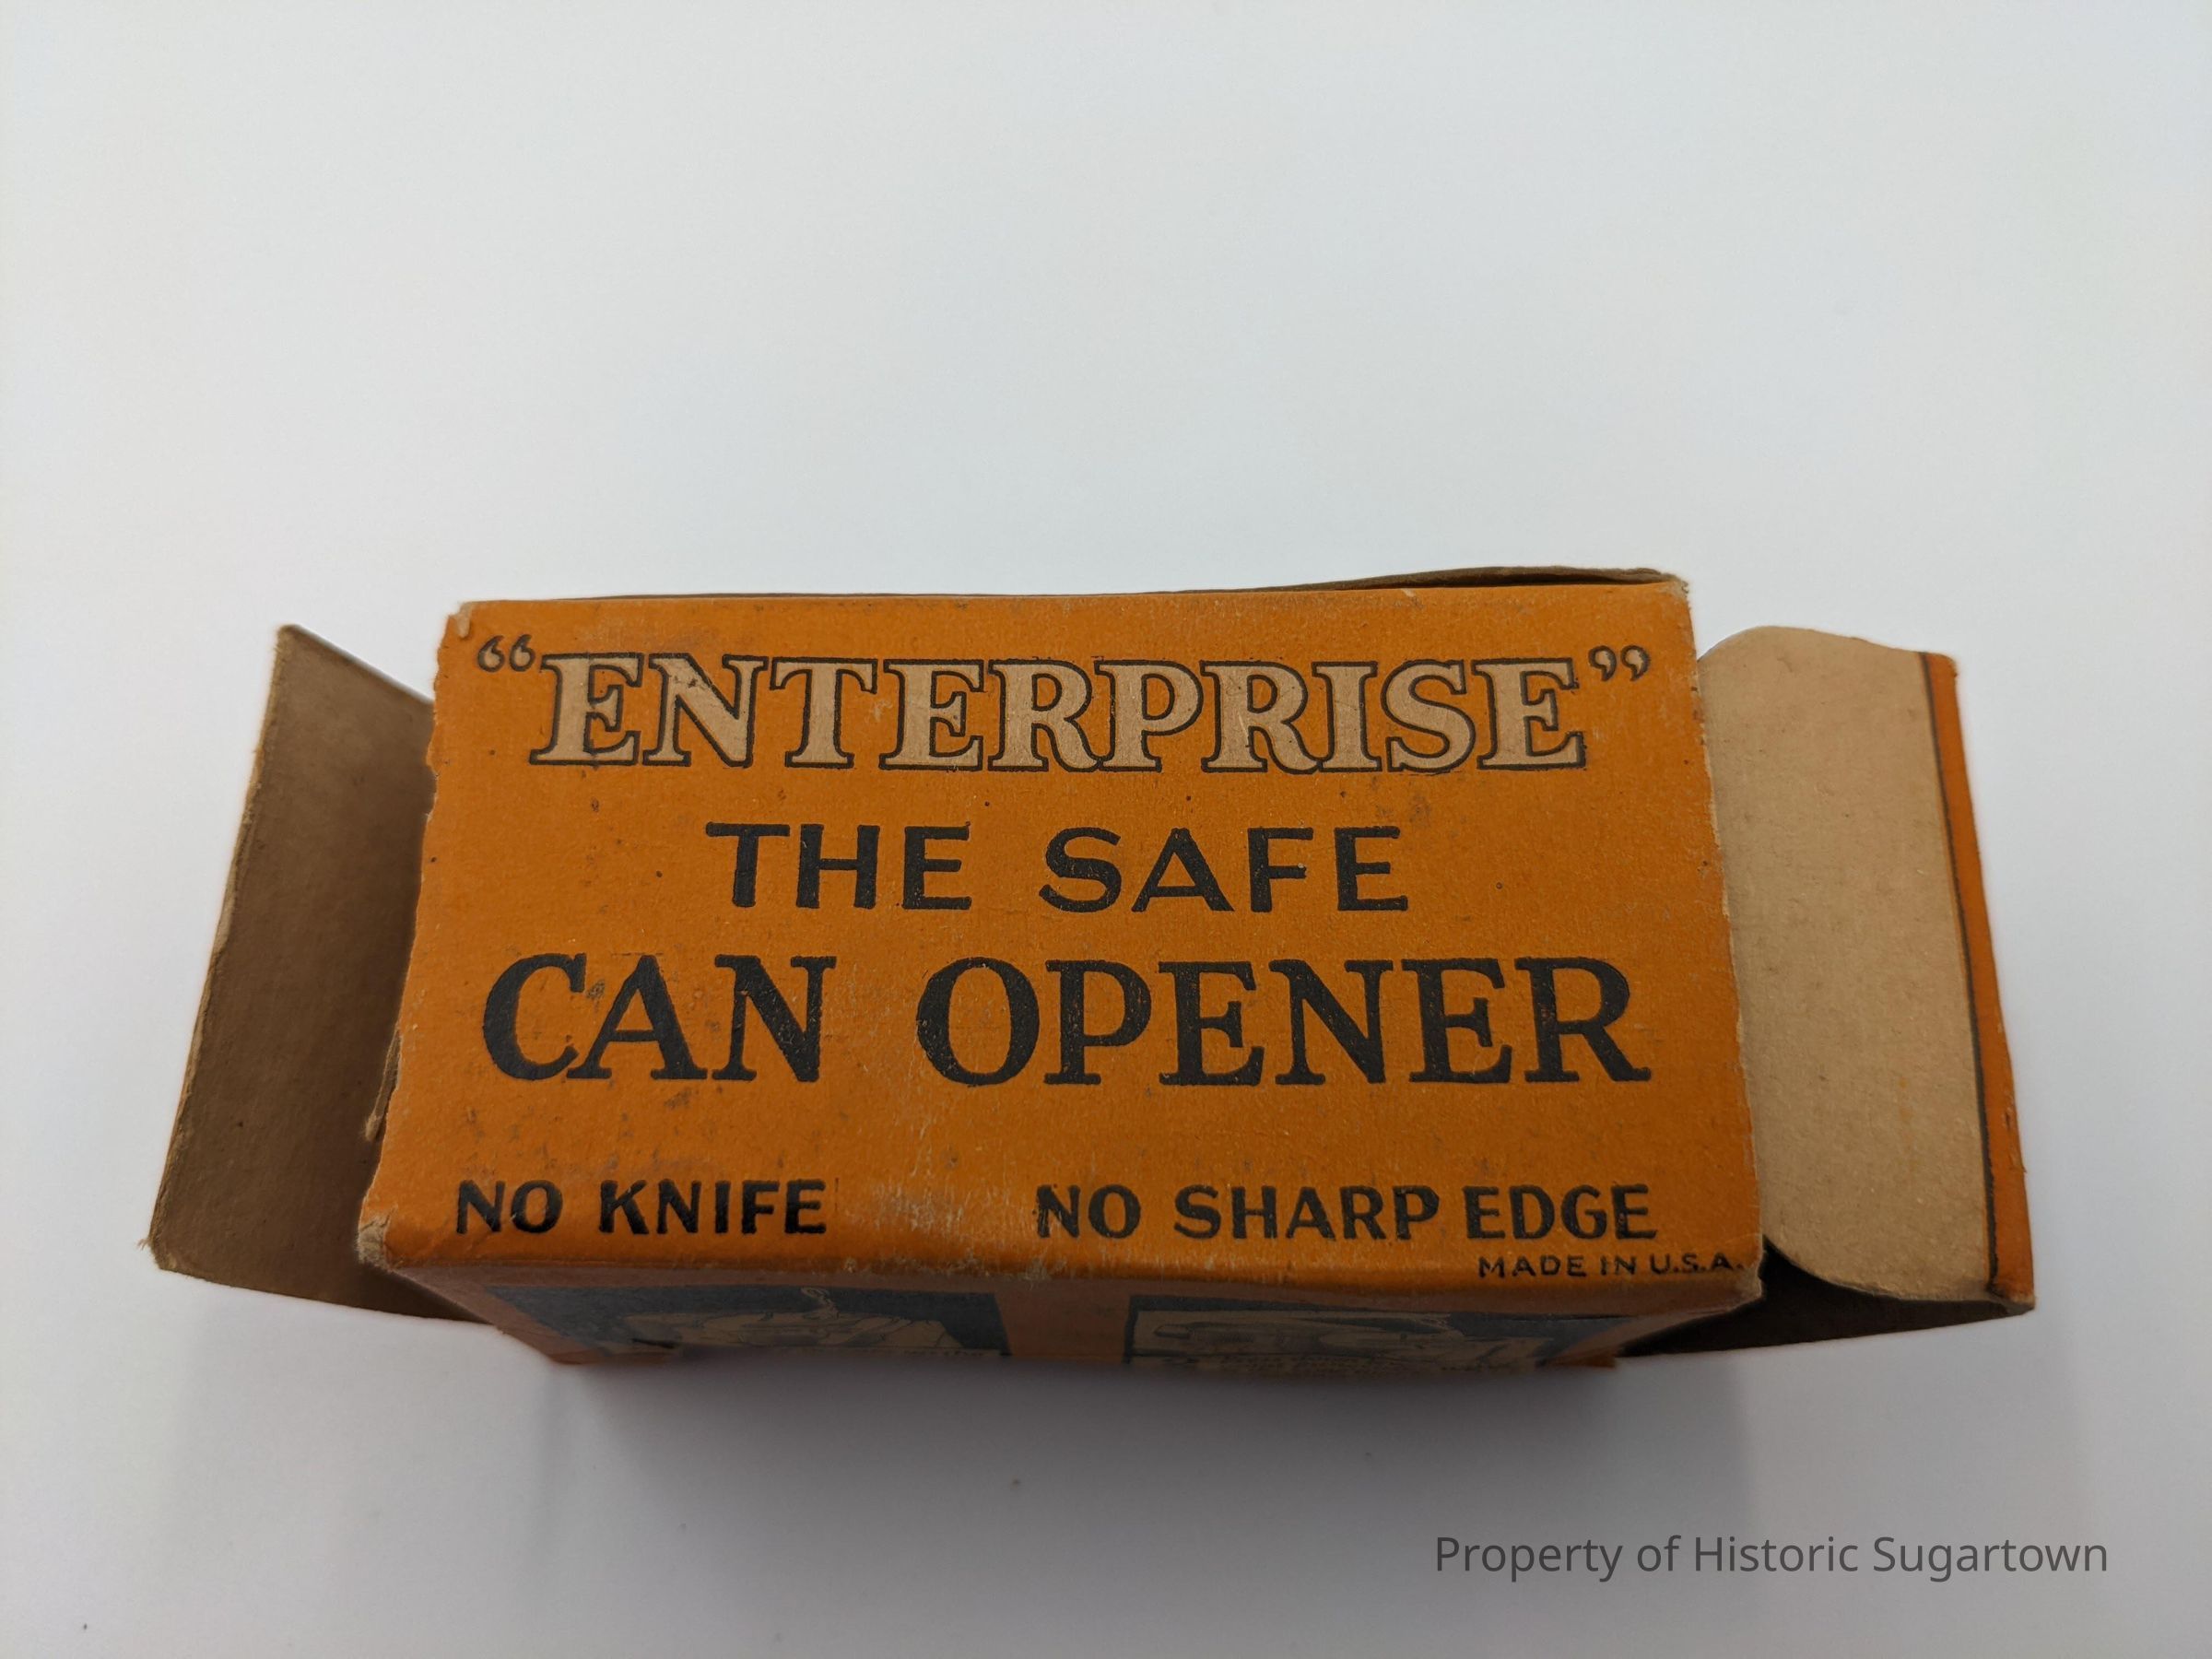 “ENTERPRISE”
THE SAFE
CAN OPENER
NO KNIFE NO SHARP EDGE
MADE IN U.S.A.
Property of Historic Sugartown